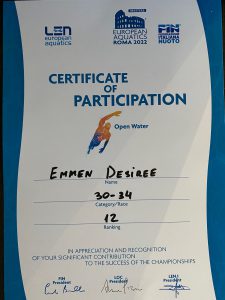 LEN
european
aquatics
EUROPEAN
AQUATICS
ROMA 2022
FIN
ITALIANA
NUOTO
CERTIFICATE
OF
PARTICIPATION
Open Water
EMMEN DESIREE
Name
30-34
Category/Race
12
Ranking
IN APPRECIATION AND RECOGNITION
OF YOUR SIGNIFICANT CONTRIBUTION
TO THE SUCCESS OF THE CHAMPIONSHIPS
FIN
President
LOC
President
LEN
President